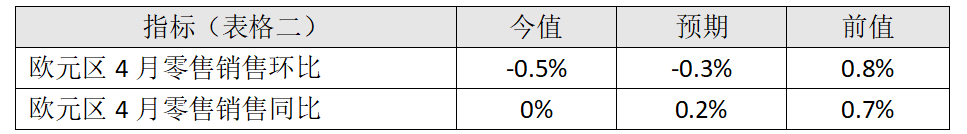 指标（表格二） 今值 预期 前值
欧元区 4 月零售销售环比 -0.5% -0.3% 0.8%
欧元区 4 月零售销售同比 0% 0.2% 0.7%